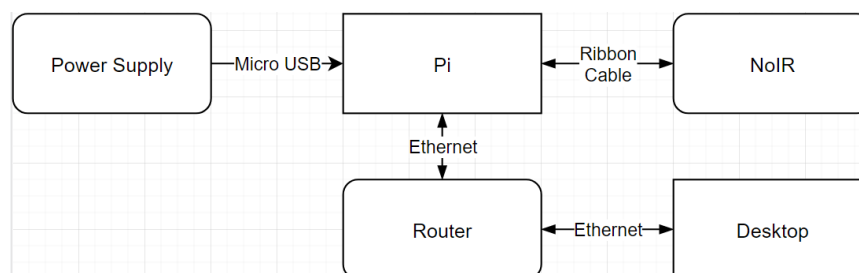 Power Supply
Micro USB
Pi
Ribbon
Cable
NoIR
Ethernet
Router
Ethernet
Desktop